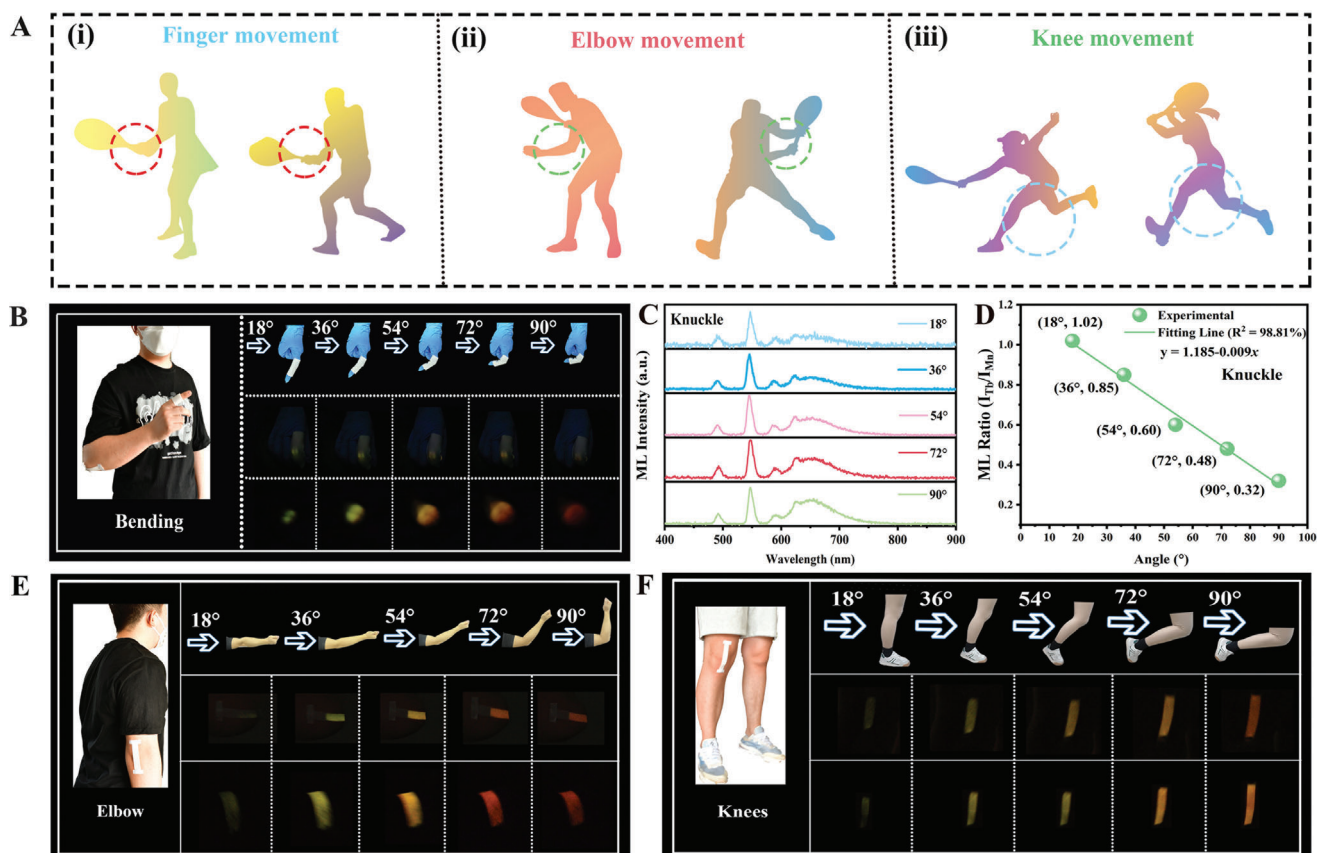 A
(i)
Finger movement
(ii)
Elbow movement
(iii)
Knee movement
B
18° 36° 54° 72° 90°
Bending
C
Knuckle
18°
36°
54°
72°
90°
ML Intensity (a.u.)
400 500 600 700 800 900
Wavelength (nm)
D
Experimental
Fitting Line (R² = 98.81%)
y = 1.185-0.009x
Knuckle
(18°, 1.02)
(36°, 0.85)
(54°, 0.60)
(72°, 0.48)
(90°, 0.32)
ML Ratio (I_Tb/I_Mn)
1.2
1.0
0.8
0.6
0.4
0.2
0 10 20 30 40 50 60 70 80 90 100
Angle (°)
E
18° 36° 54° 72° 90°
Elbow
F
18° 36° 54° 72° 90°
Knees